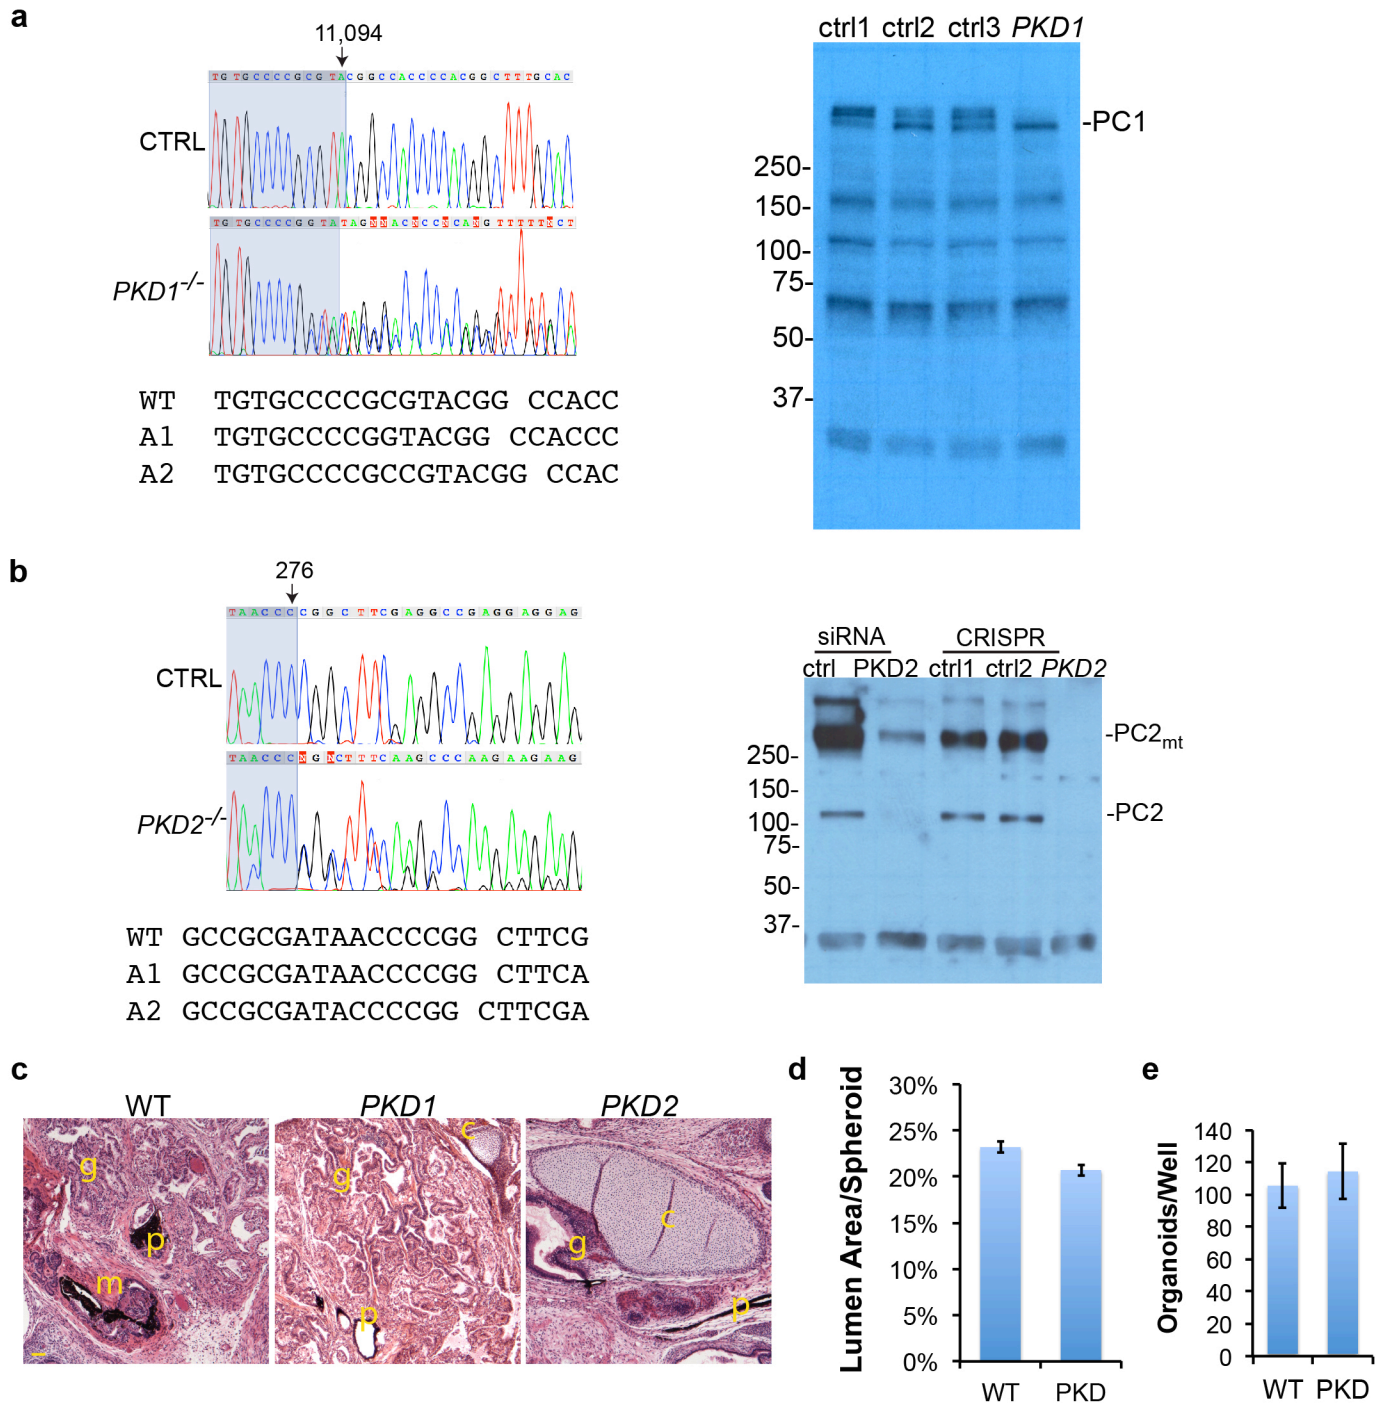 a
11,094
TGTGCCCCGCGTACGGCCACCCCACGGCTTTGCAC
CTRL
TGTGCCCCGGTATAGNNACNCCNCANGTTTTTNCT
PKD1-/-
WT TGTGCCCCGCGTACGG CCACC
A1 TGTGCCCCGGTACGG CCACCC
A2 TGTGCCCCGCCGTACGG CCAC
ctrl1 ctrl2 ctrl3 PKD1
-PC1
250-
150-
100-
75-
50-
37-
b
276
TAACCCCGGCTTCGAGGCCGAGGAGGAG
CTRL
TAACCCNGNCTTTCAAGCCCAAGAAGAAG
PKD2-/-
WT GCCGCGATAACCCCGG CTTCG
A1 GCCGCGATAACCCCGG CTTCA
A2 GCCGCGATACCCCGG CTTCGA
siRNA CRISPR
ctrl PKD2 ctrl1 ctrl2 PKD2
-PC2mt
250-
150-
-PC2
100-
75-
50-
37-
c
WT PKD1 PKD2
g p m
c g p
c g p
d
Lumen Area/Spheroid
30%
25%
20%
15%
10%
5%
0%
WT PKD
e
Organoids/Well
140
120
100
80
60
40
20
0
WT PKD